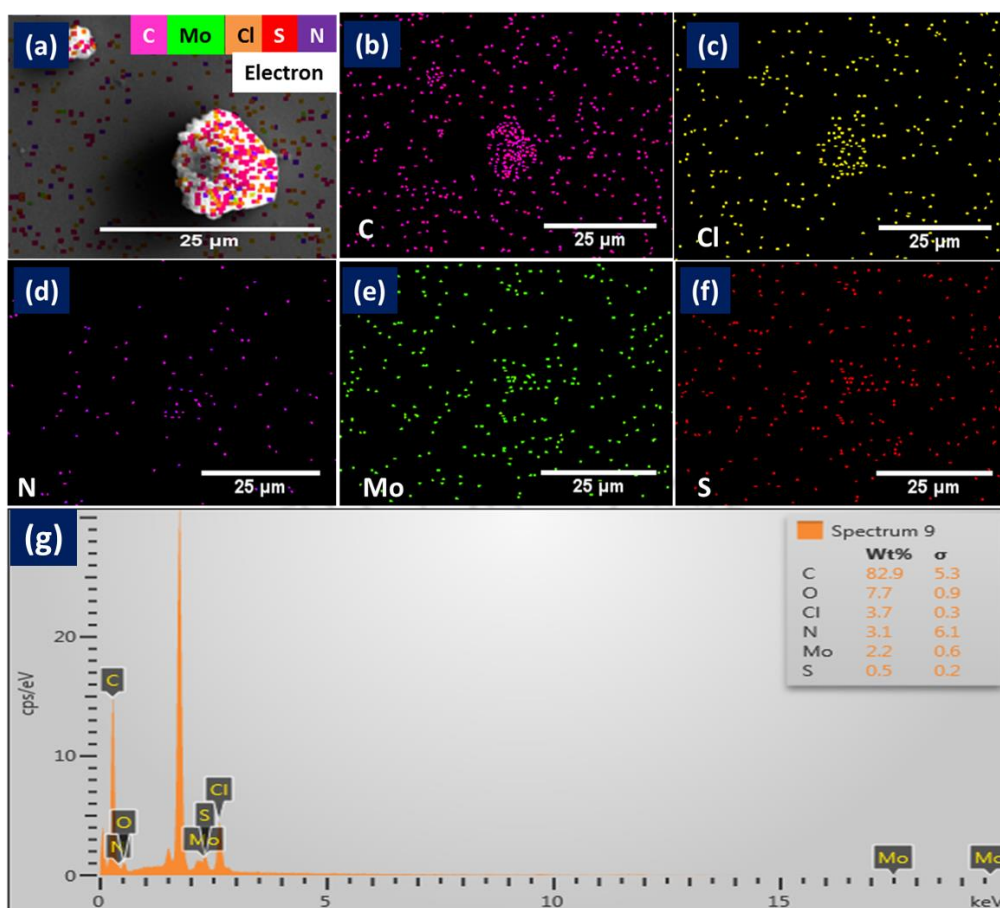 (a)
C Mo Cl S N
Electron
25 µm
(b)
C
25 µm
(c)
Cl
25 µm
(d)
N
25 µm
(e)
Mo
25 µm
(f)
S
25 µm
(g)
Spectrum 9
Wt% σ
C 82.9 5.3
O 7.7 0.9
Cl 3.7 0.3
N 3.1 6.1
Mo 2.2 0.6
S 0.5 0.2
cps/eV
20
10
0
C
O
N
S
Mo
Cl
Mo
Mo
0 5 10 15 keV